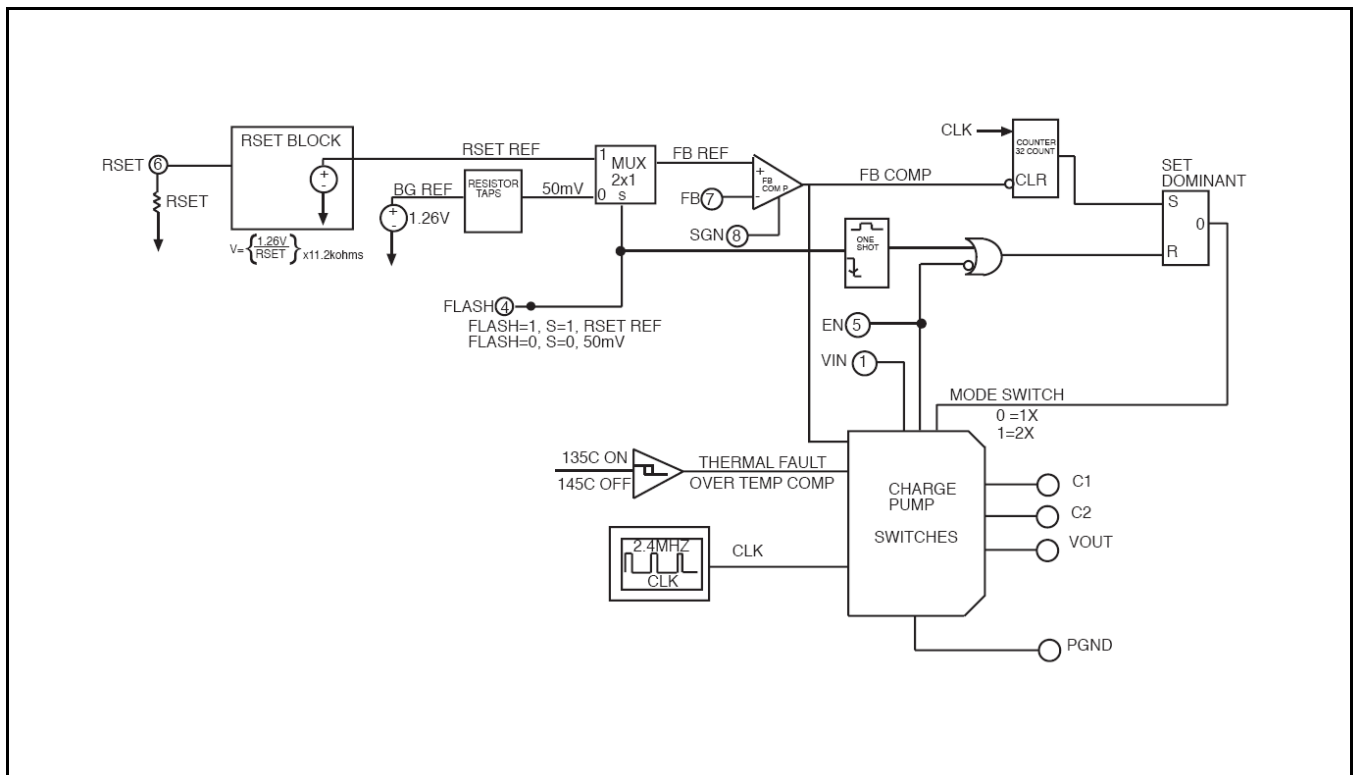 RSET 6
RSET
RSET BLOCK
+
-
V={1.26V/RSET} x11.2kohms
RSET REF
BG REF
+
-
1.26V
RESISTOR
TAPS
50mV
1
0
MUX
2x1
s
FB REF
FB 7
SGN 8
+
-
FB
COM P
FB COMP
CLK
COUNTER
32 COUNT
CLR
SET
DOMINANT
S
0
R
ONE
SHOT
FLASH 4
FLASH=1, S=1, RSET REF
FLASH=0, S=0, 50mV
EN 5
VIN 1
MODE SWITCH
0 =1X
1=2X
135C ON
145C OFF
THERMAL FAULT
OVER TEMP COMP
2.4MHZ
CLK
CLK
CHARGE
PUMP
SWITCHES
C1
C2
VOUT
PGND